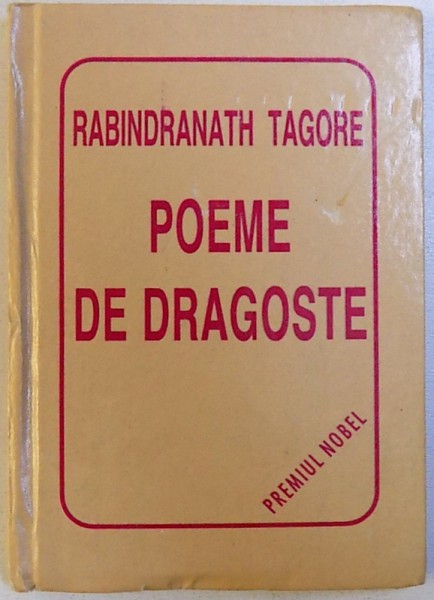 RABINDRANATH TAGORE
POEME
DE DRAGOSTE
PREMIUL NOBEL